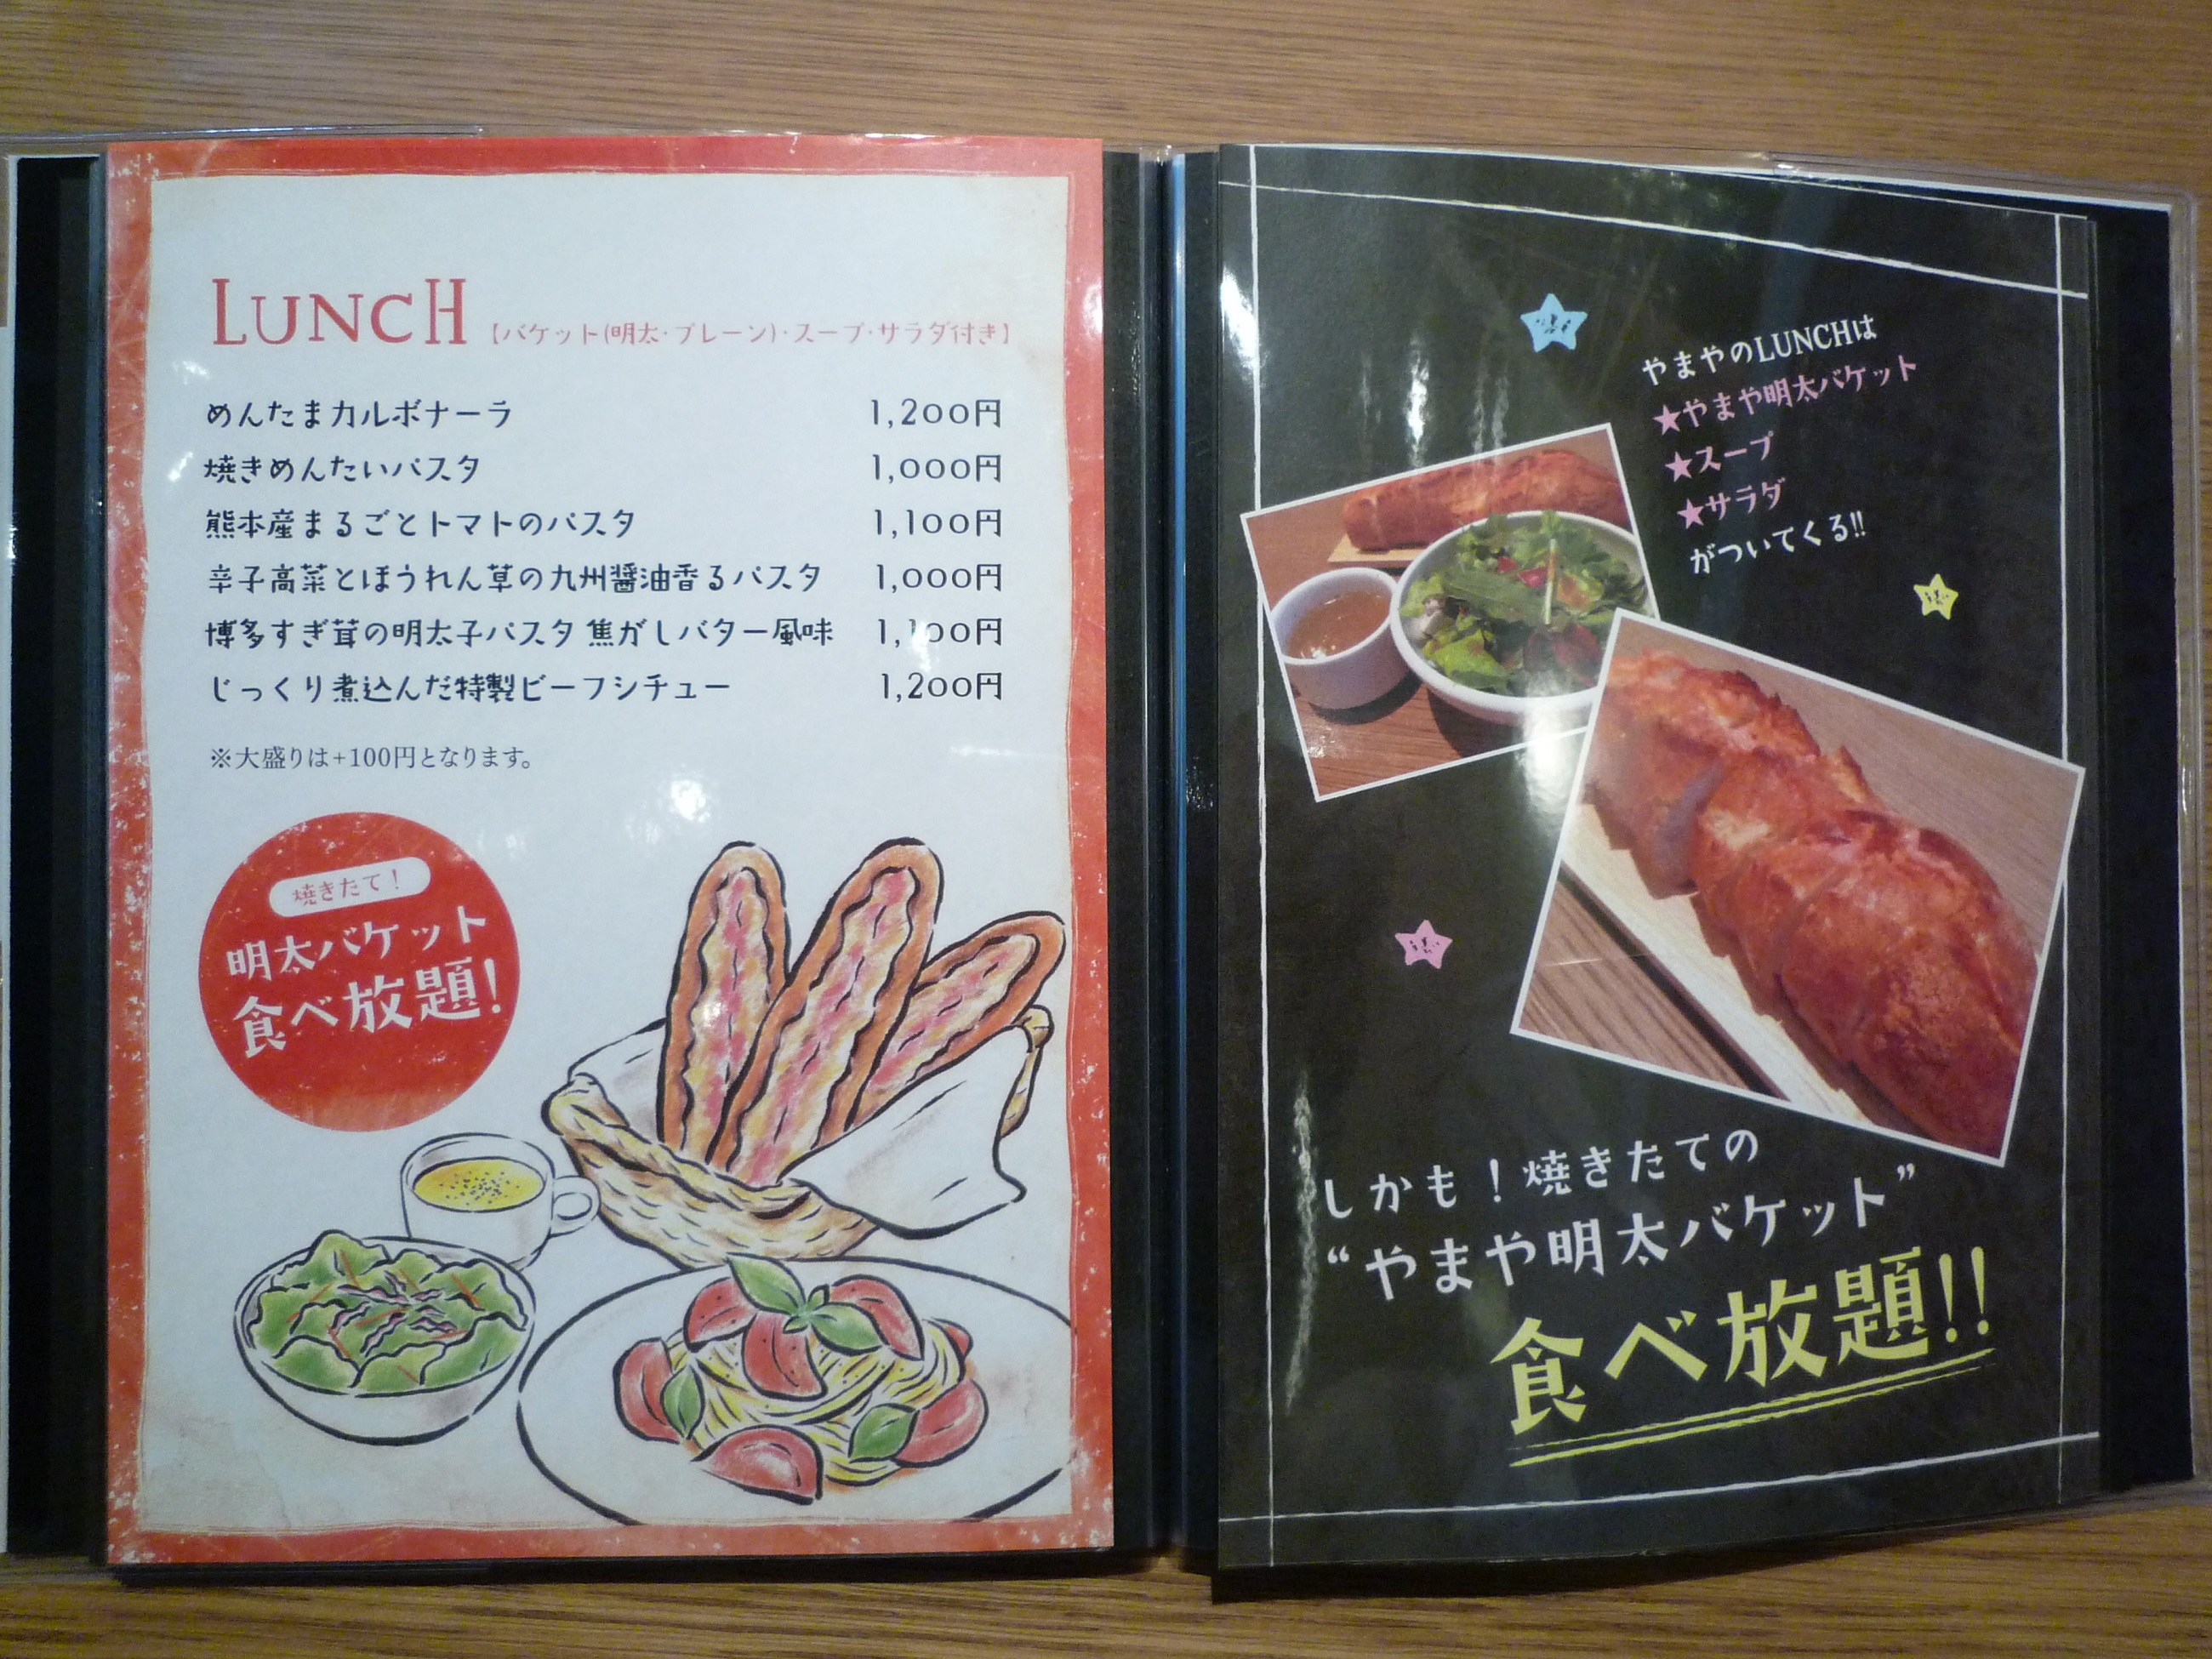 LUNCH【バケット(明太・プレーン)・スープ・サラダ付き】
めんたまカルボナーラ 1,200円
焼きめんたいパスタ 1,000円
熊本産まるごとトマトのパスタ 1,100円
辛子高菜とほうれん草の九州醤油香るパスタ 1,000円
博多すぎ茸の明太子パスタ 焦がしバター風味 1,100円
じっくり煮込んだ特製ビーフシチュー 1,200円
※大盛りは+100円となります。
焼きたて!
明太バケット
食べ放題!
やまやのLUNCHは
★やまや明太バケット
★スープ
★サラダ
がついてくる!!
しかも!焼きたての
“やまや明太バケット”
食べ放題!!